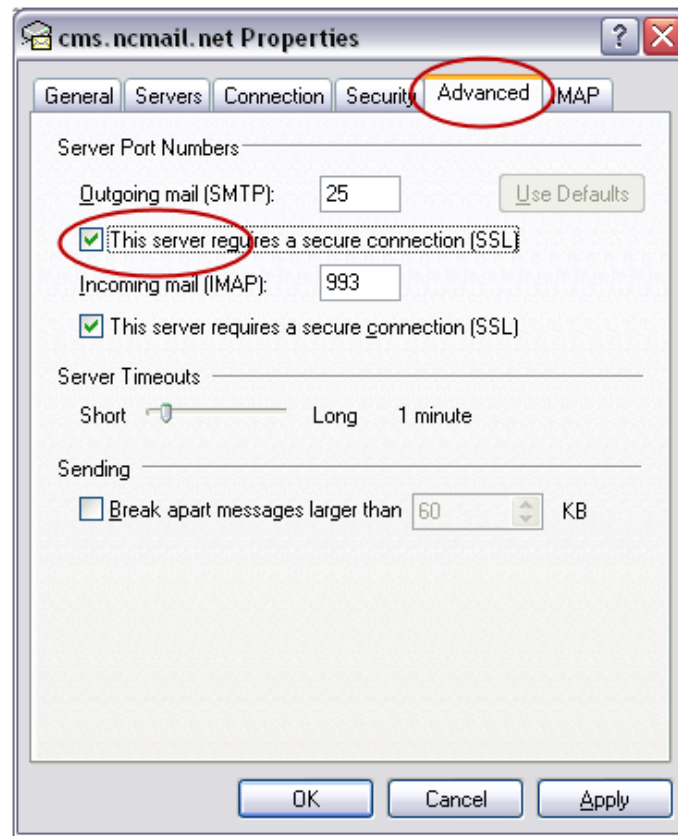 cms.ncmail.net Properties
General Servers Connection Security Advanced IMAP
Server Port Numbers
Outgoing mail (SMTP): 25 Use Defaults
This server requires a secure connection (SSL)
Incoming mail (IMAP): 993
This server requires a secure connection (SSL)
Server Timeouts
Short Long 1 minute
Sending
Break apart messages larger than 60 KB
OK Cancel Apply